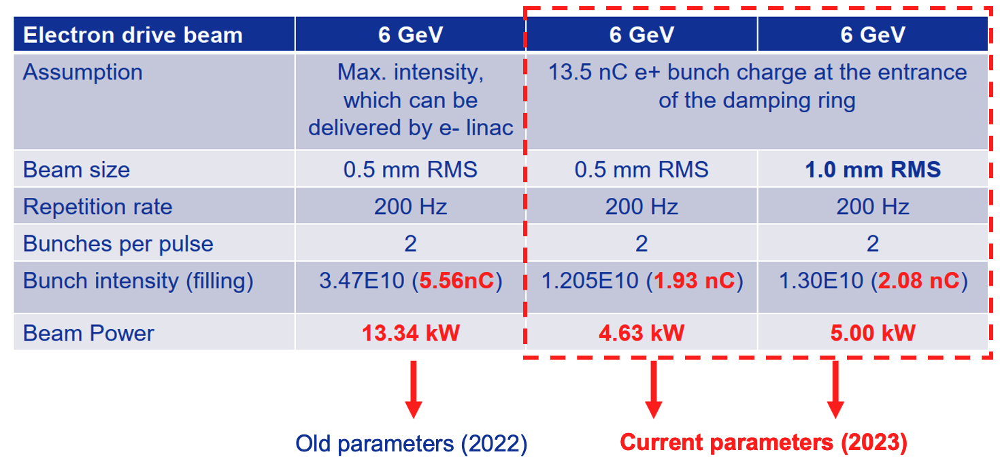 Electron drive beam 6 GeV 6 GeV 6 GeV
Assumption Max. intensity, 13.5 nC e+ bunch charge at the entrance
which can be of the damping ring
delivered by e- linac
Beam size 0.5 mm RMS 0.5 mm RMS 1.0 mm RMS
Repetition rate 200 Hz 200 Hz 200 Hz
Bunches per pulse 2 2 2
Bunch intensity (filling) 3.47E10 (5.56nC) 1.205E10 (1.93 nC) 1.30E10 (2.08 nC)
Beam Power 13.34 kW 4.63 kW 5.00 kW
Old parameters (2022) Current parameters (2023)